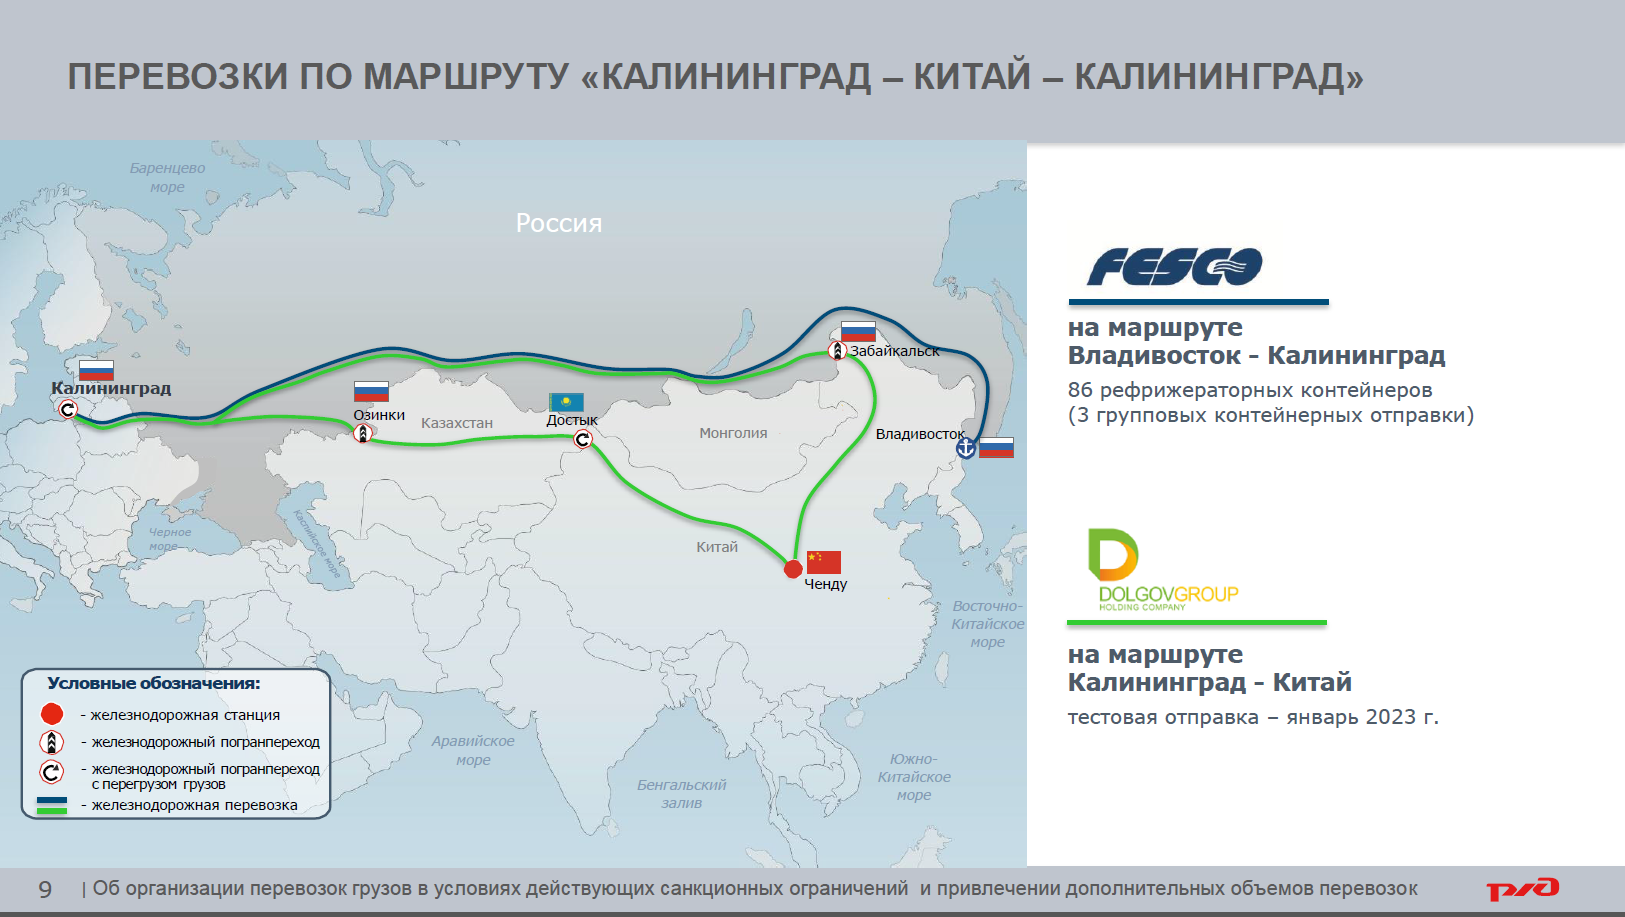 ПЕРЕВОЗКИ ПО МАРШРУТУ «КАЛИНИНГРАД – КИТАЙ – КАЛИНИНГРАД»
Баренцево
море
Россия
Забайкальск
Калининград
Озинки
Казахстан
Достык
Монголия
Владивосток
Черное
море
Каспийское море
Китай
Ченду
Восточно-
Китайское
море
Аравийское
море
Бенгальский
залив
Южно-
Китайское
море
Условные обозначения:
- железнодорожная станция
- железнодорожный погранпереход
- железнодорожный погранпереход
с перегрузом грузов
- железнодорожная перевозка
FESCO
на маршруте
Владивосток - Калининград
86 рефрижераторных контейнеров
(3 групповых контейнерных отправки)
DOLGOVGROUP
HOLDING COMPANY
на маршруте
Калининград - Китай
тестовая отправка – январь 2023 г.
9 | Об организации перевозок грузов в условиях действующих санкционных ограничений и привлечении дополнительных объемов перевозок
ржд